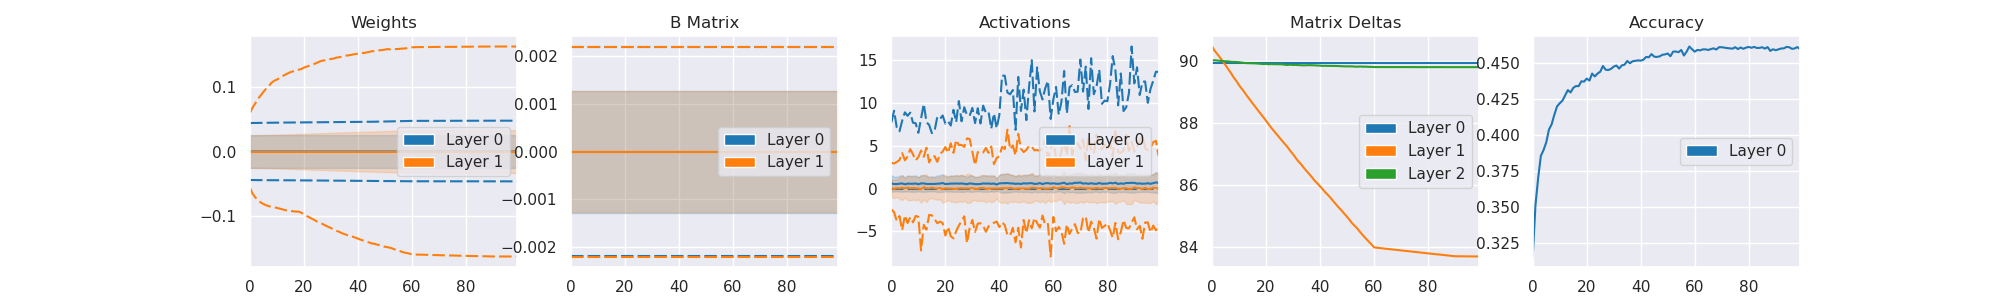 Weights
B Matrix
Activations
Matrix Deltas
Accuracy
0.1
0.0
−0.1
Layer 0
Layer 1
0 20 40 60 80
0.002
0.001
0.000
−0.001
−0.002
Layer 0
Layer 1
0 20 40 60 80
15
10
5
0
−5
Layer 0
Layer 1
0 20 40 60 80
90
88
86
84
Layer 0
Layer 1
Layer 2
0 20 40 60 80
0.450
0.425
0.400
0.375
0.350
0.325
Layer 0
0 20 40 60 80